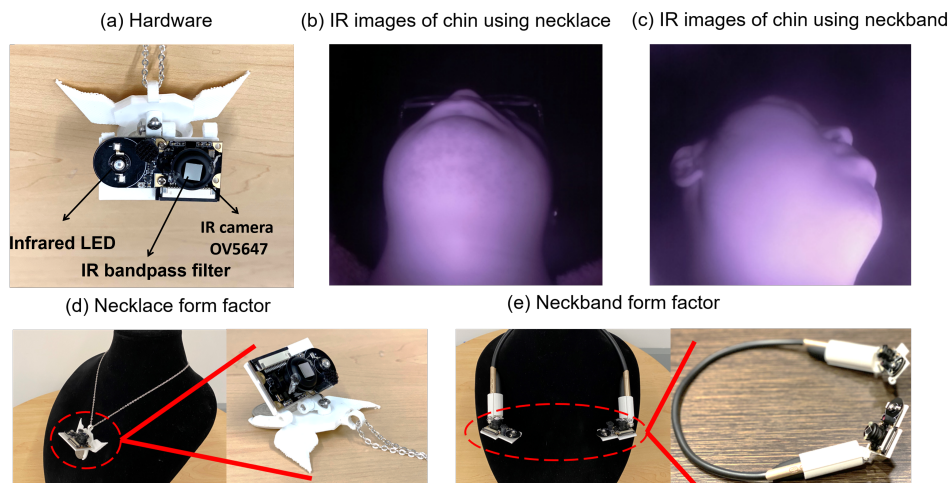 (a) Hardware
(b) IR images of chin using necklace
(c) IR images of chin using neckband
Infrared LED
IR camera
OV5647
IR bandpass filter
(d) Necklace form factor
(e) Neckband form factor